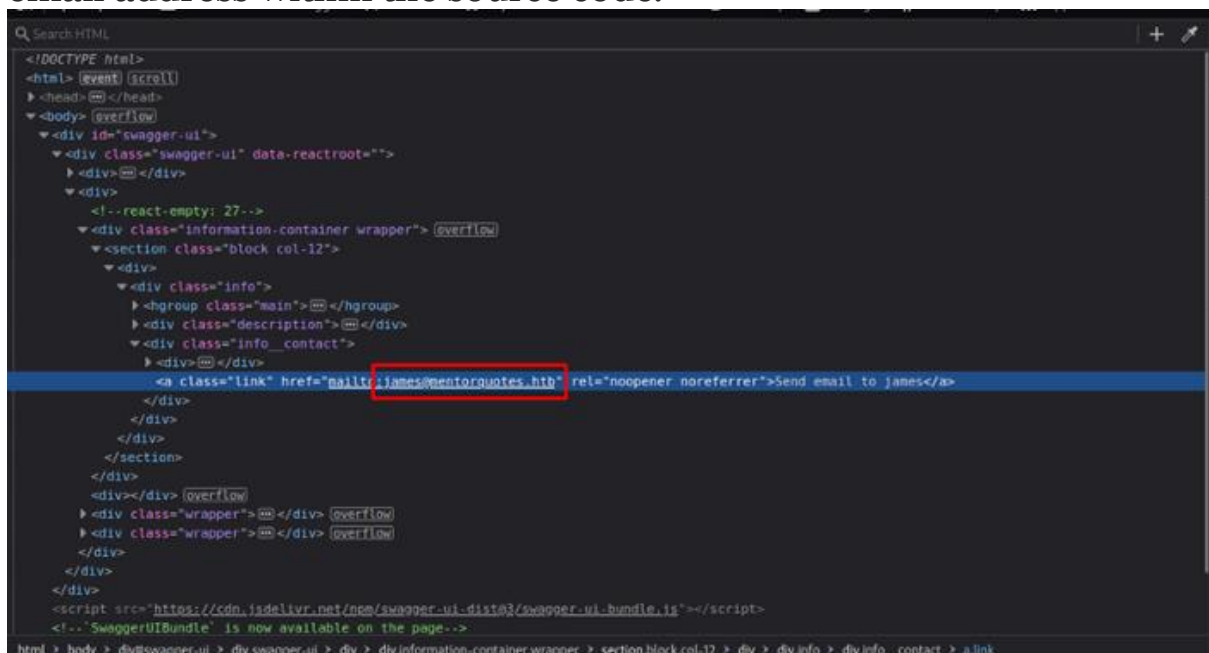 email address within the source code.
Search HTML
<!DOCTYPE html>
<html> event scroll
<head> ... </head>
<body> overflow
<div id="swagger-ui">
<div class="swagger-ui" data-reactroot="">
<div> ... </div>
<div>
<!--react-empty: 27-->
<div class="information-container wrapper"> overflow
<section class="block col-12">
<div>
<div class="info">
<hgroup class="main"> ... </hgroup>
<div class="description"> ... </div>
<div class="info__contact">
<div> ... </div>
<a class="link" href="mailto:james@mentorquotes.htb" rel="noopener noreferrer">Send email to james</a>
</div>
</div>
</div>
</section>
</div>
<div></div> overflow
<div class="wrapper"> ... </div> overflow
<div class="wrapper"> ... </div> overflow
</div>
</div>
</div>
<script src="https://cdn.jsdelivr.net/npm/swagger-ui-dist@3/swagger-ui-bundle.js"></script>
<!-- `SwaggerUIBundle` is now available on the page-->
html > body > div#swagger-ui > div.swagger-ui > div > div.information-container.wrapper > section.block.col-12 > div > div.info > div.info__contact > a.link